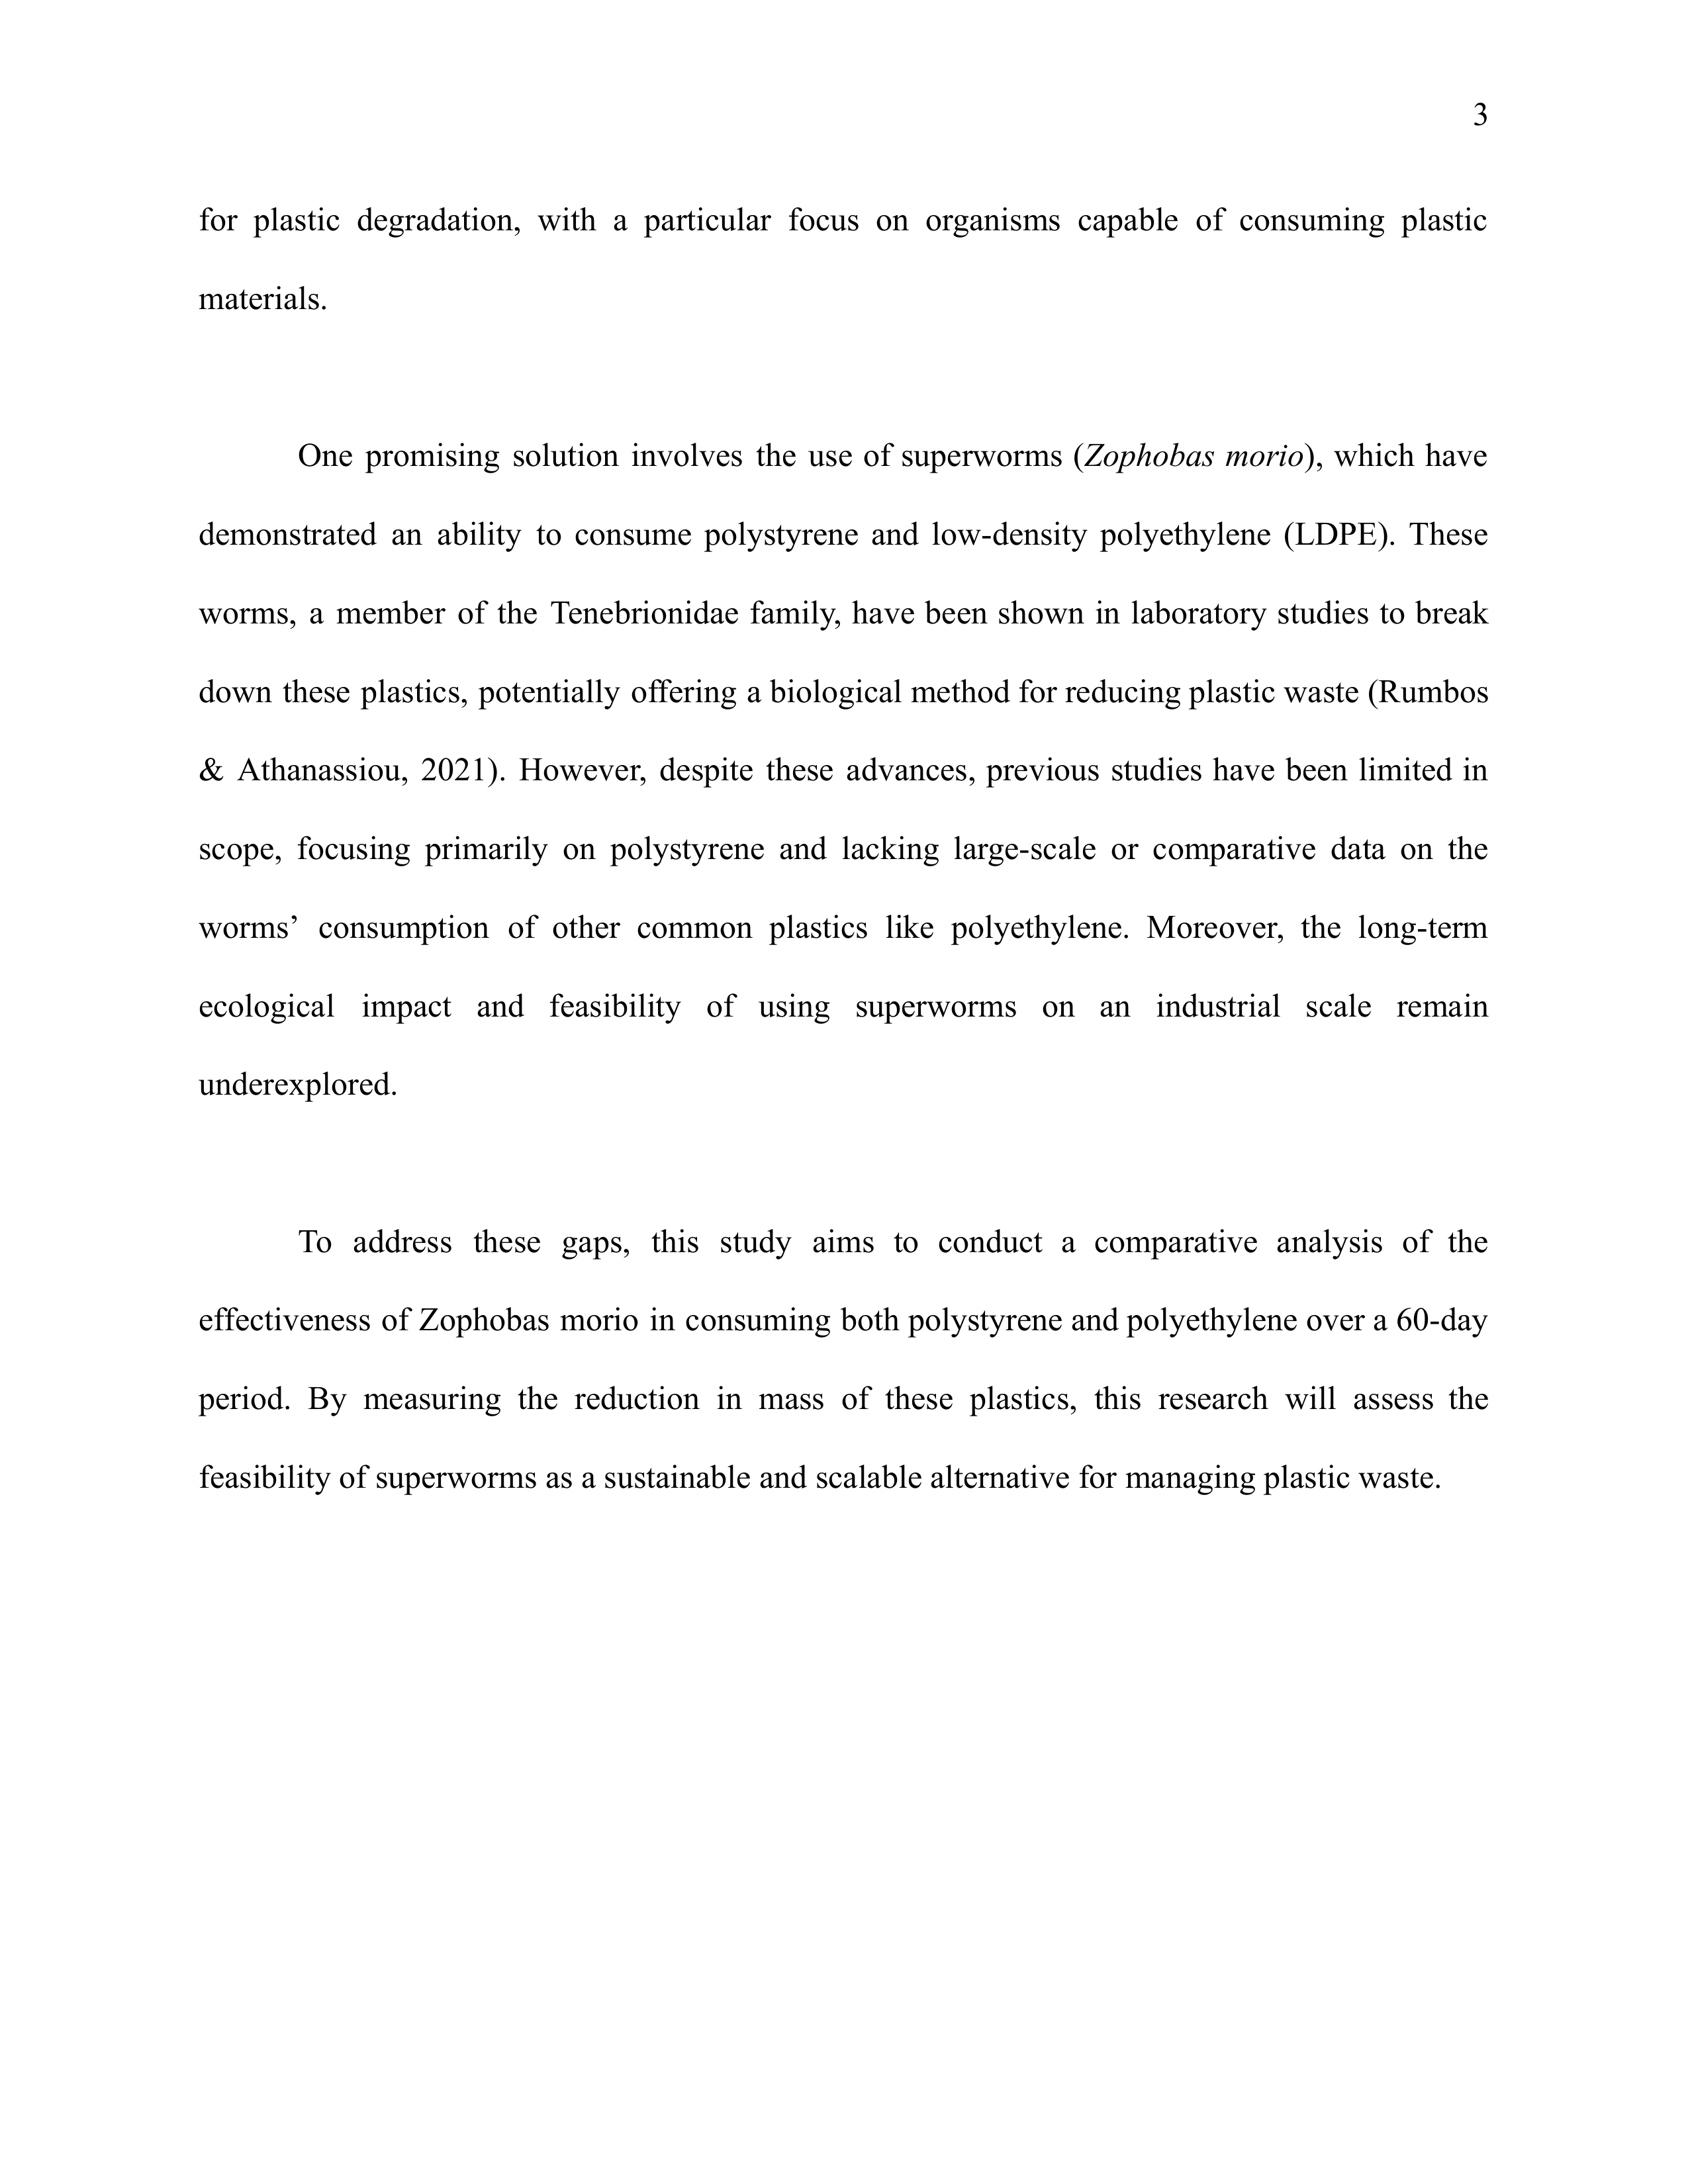 3
for plastic degradation, with a particular focus on organisms capable of consuming plastic
materials.
One promising solution involves the use of superworms (Zophobas morio), which have
demonstrated an ability to consume polystyrene and low-density polyethylene (LDPE). These
worms, a member of the Tenebrionidae family, have been shown in laboratory studies to break
down these plastics, potentially offering a biological method for reducing plastic waste (Rumbos
& Athanassiou, 2021). However, despite these advances, previous studies have been limited in
scope, focusing primarily on polystyrene and lacking large-scale or comparative data on the
worms’ consumption of other common plastics like polyethylene. Moreover, the long-term
ecological impact and feasibility of using superworms on an industrial scale remain
underexplored.
To address these gaps, this study aims to conduct a comparative analysis of the
effectiveness of Zophobas morio in consuming both polystyrene and polyethylene over a 60-day
period. By measuring the reduction in mass of these plastics, this research will assess the
feasibility of superworms as a sustainable and scalable alternative for managing plastic waste.